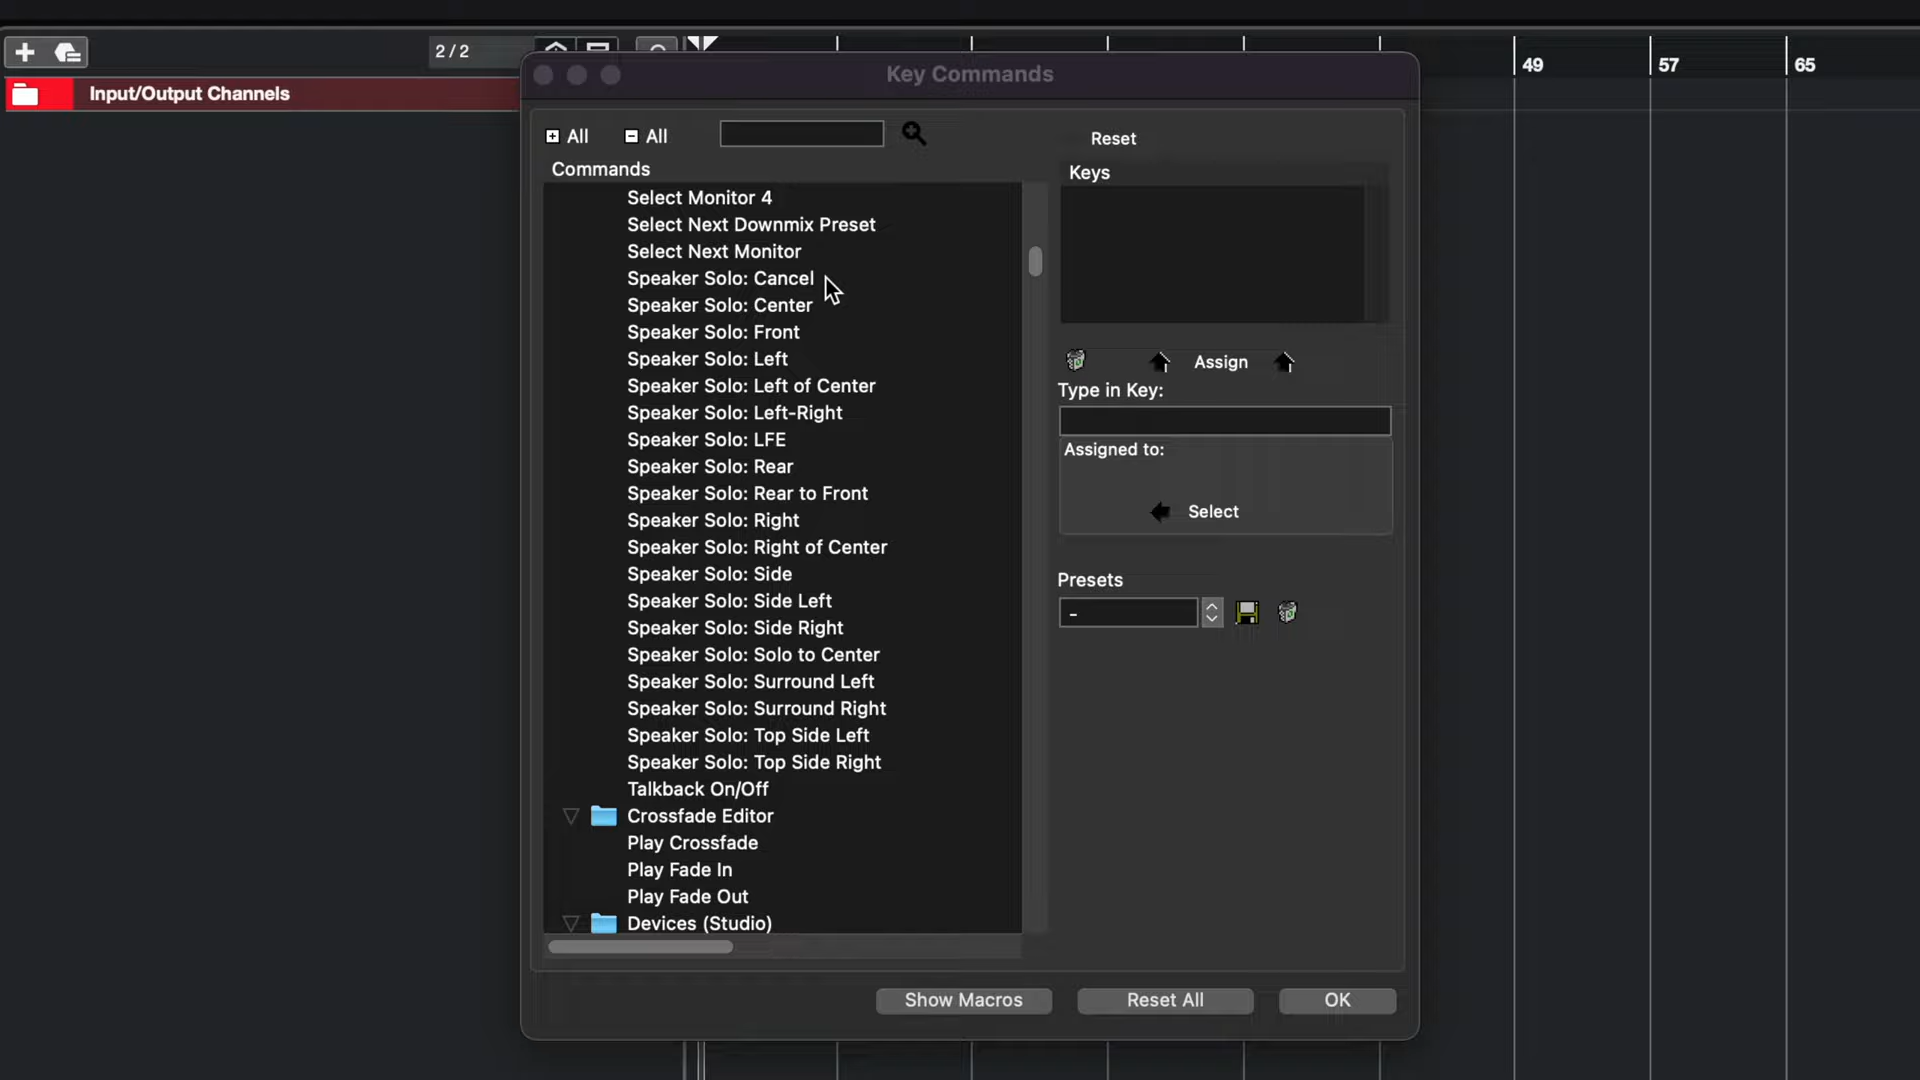 2 / 2
49
57
65
Input/Output Channels
Key Commands
All
All
Reset
Commands
Keys
Select Monitor 4
Select Next Downmix Preset
Select Next Monitor
Speaker Solo: Cancel
Speaker Solo: Center
Speaker Solo: Front
Speaker Solo: Left
Speaker Solo: Left of Center
Speaker Solo: Left-Right
Speaker Solo: LFE
Speaker Solo: Rear
Speaker Solo: Rear to Front
Speaker Solo: Right
Speaker Solo: Right of Center
Speaker Solo: Side
Speaker Solo: Side Left
Speaker Solo: Side Right
Speaker Solo: Solo to Center
Speaker Solo: Surround Left
Speaker Solo: Surround Right
Speaker Solo: Top Side Left
Speaker Solo: Top Side Right
Talkback On/Off
Crossfade Editor
Play Crossfade
Play Fade In
Play Fade Out
Devices (Studio)
Assign
Type in Key:
Assigned to:
Select
Presets
-
Show Macros
Reset All
OK